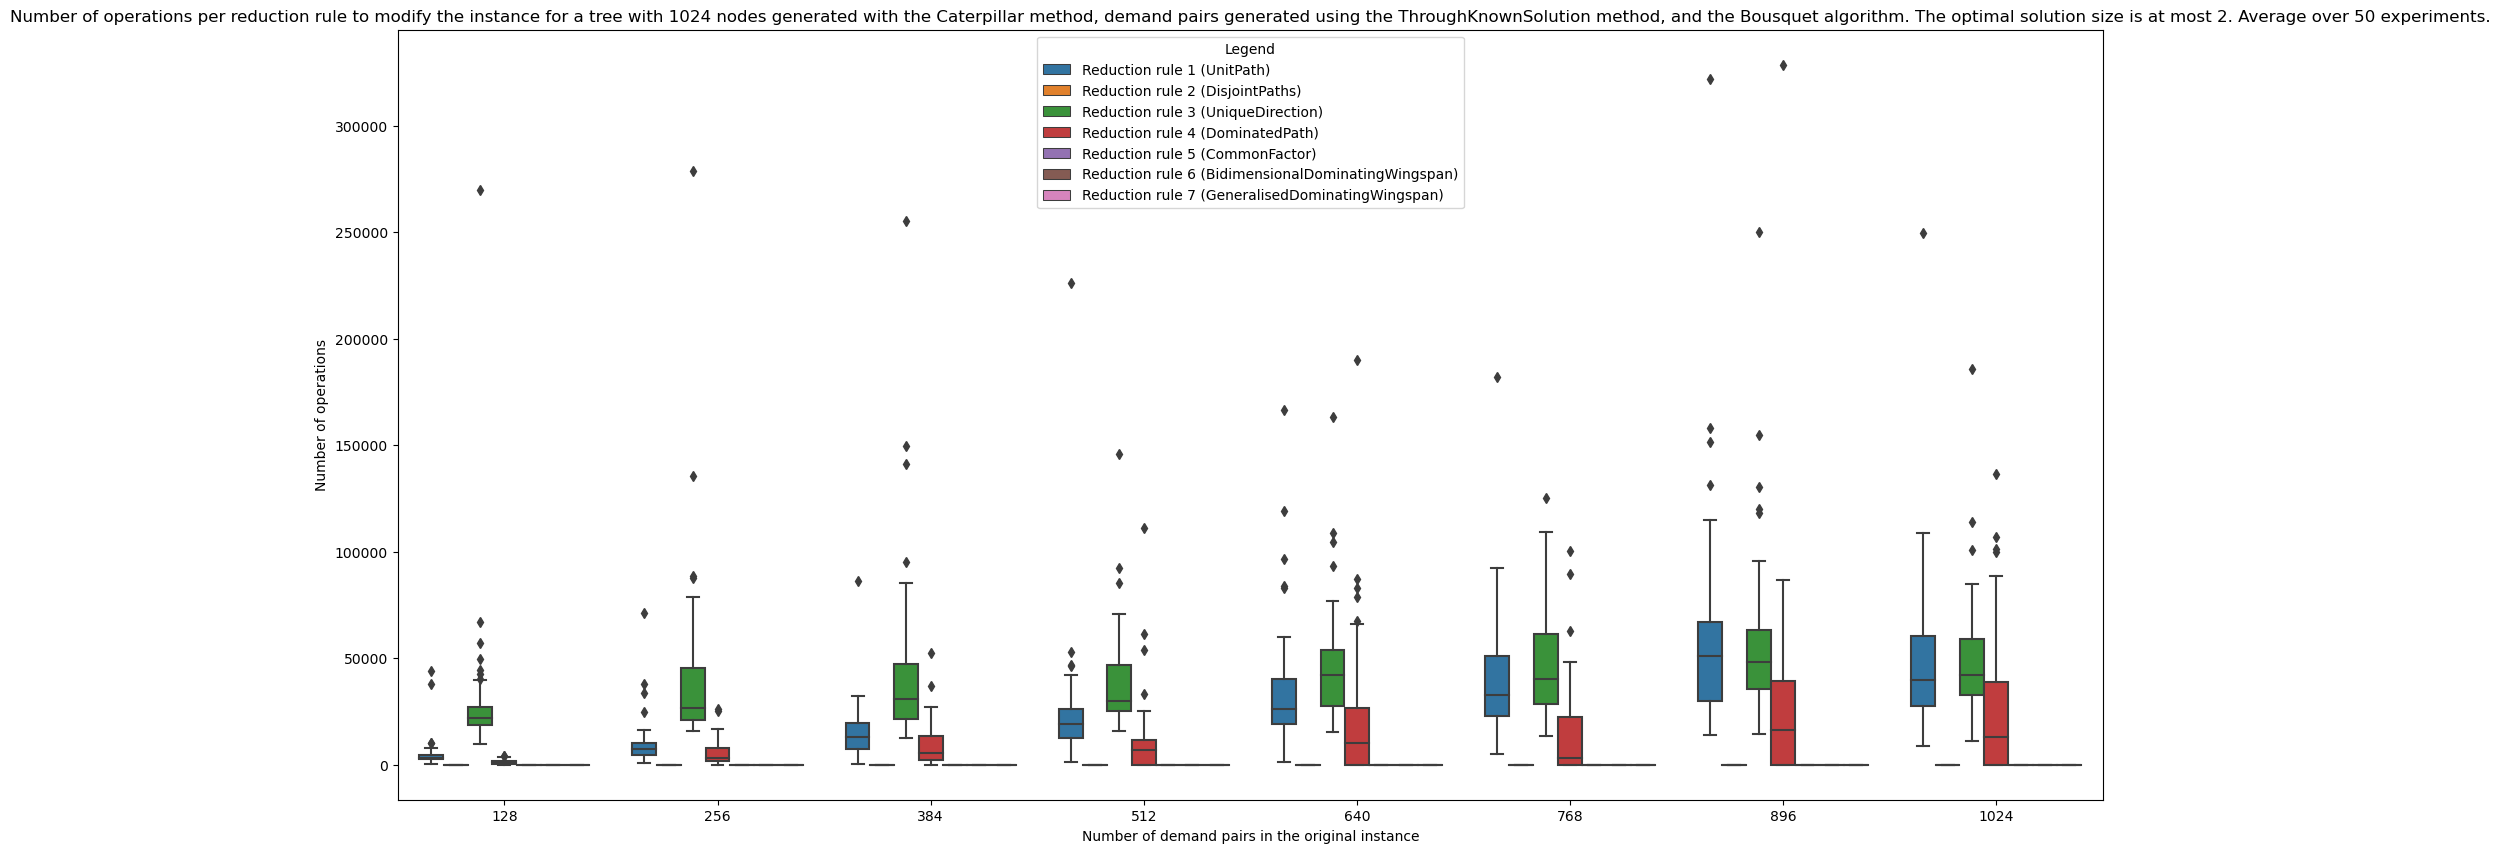 Number of operations per reduction rule to modify the instance for a tree with 1024 nodes generated with the Caterpillar method, demand pairs generated using the ThroughKnownSolution method, and the Bousquet algorithm. The optimal solution size is at most 2. Average over 50 experiments.
Legend
Reduction rule 1 (UnitPath)
Reduction rule 2 (DisjointPaths)
Reduction rule 3 (UniqueDirection)
Reduction rule 4 (DominatedPath)
Reduction rule 5 (CommonFactor)
Reduction rule 6 (BidimensionalDominatingWingspan)
Reduction rule 7 (GeneralisedDominatingWingspan)
Number of operations
300000
250000
200000
150000
100000
50000
0
128 256 384 512 640 768 896 1024
Number of demand pairs in the original instance